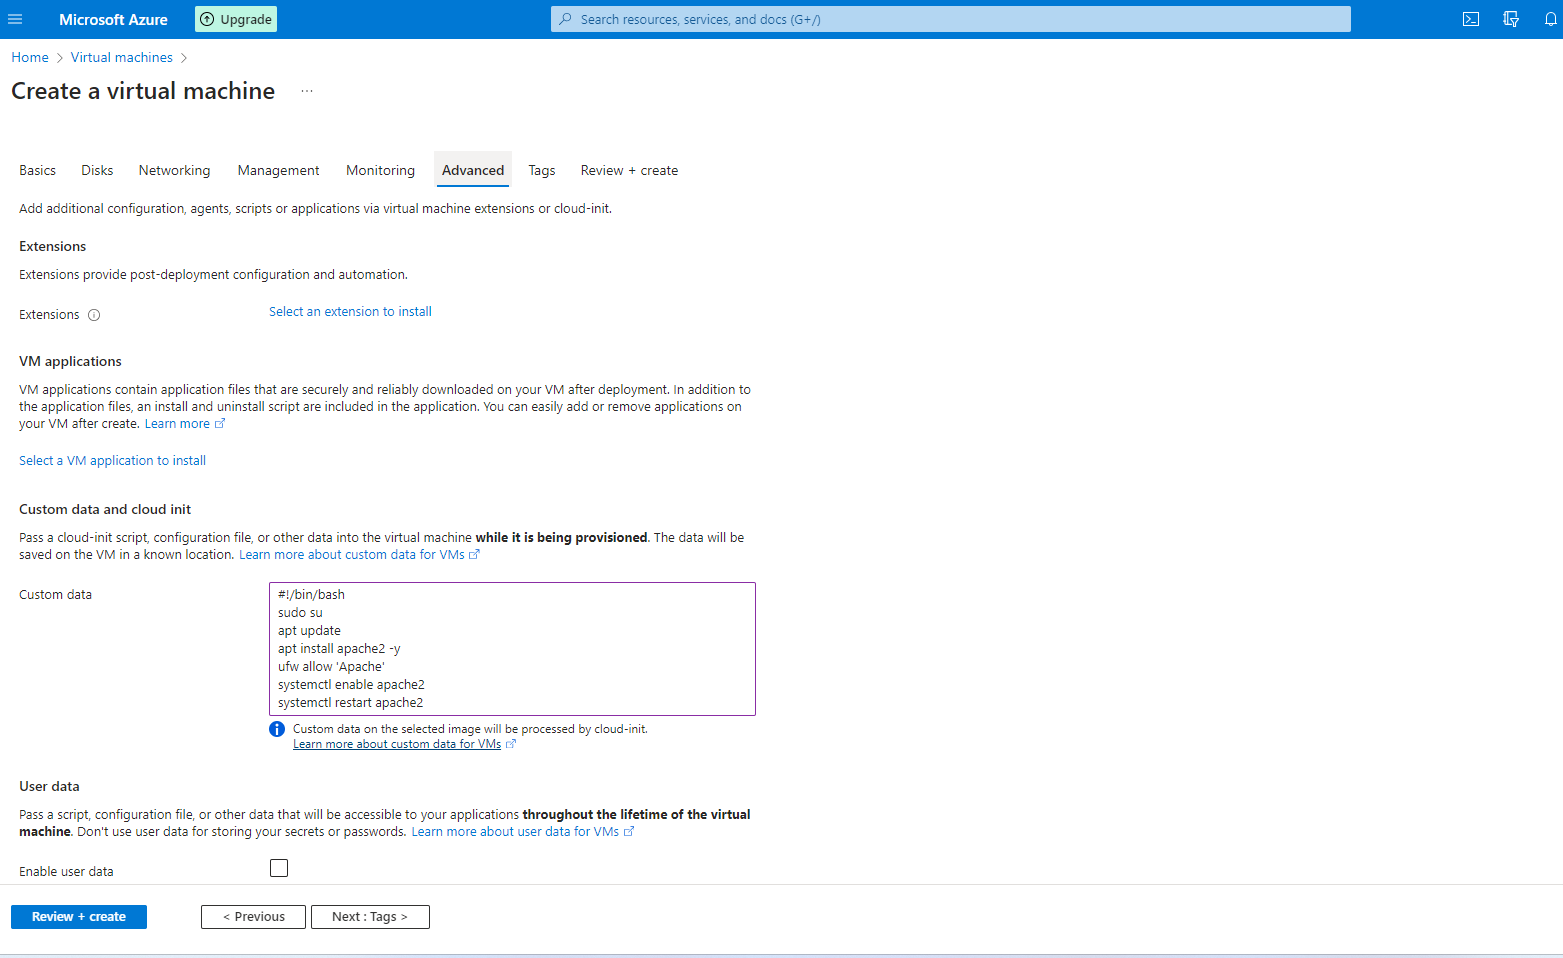 Microsoft Azure
Upgrade
Search resources, services, and docs (G+/)
Home > Virtual machines >
Create a virtual machine ...
Basics Disks Networking Management Monitoring Advanced Tags Review + create
Add additional configuration, agents, scripts or applications via virtual machine extensions or cloud-init.
Extensions
Extensions provide post-deployment configuration and automation.
Extensions
Select an extension to install
VM applications
VM applications contain application files that are securely and reliably downloaded on your VM after deployment. In addition to
the application files, an install and uninstall script are included in the application. You can easily add or remove applications on
your VM after create. Learn more
Select a VM application to install
Custom data and cloud init
Pass a cloud-init script, configuration file, or other data into the virtual machine while it is being provisioned. The data will be
saved on the VM in a known location. Learn more about custom data for VMs
Custom data
#!/bin/bash
sudo su
apt update
apt install apache2 -y
ufw allow 'Apache'
systemctl enable apache2
systemctl restart apache2
Custom data on the selected image will be processed by cloud-init.
Learn more about custom data for VMs
User data
Pass a script, configuration file, or other data that will be accessible to your applications throughout the lifetime of the virtual
machine. Don't use user data for storing your secrets or passwords. Learn more about user data for VMs
Enable user data
Review + create
< Previous
Next : Tags >